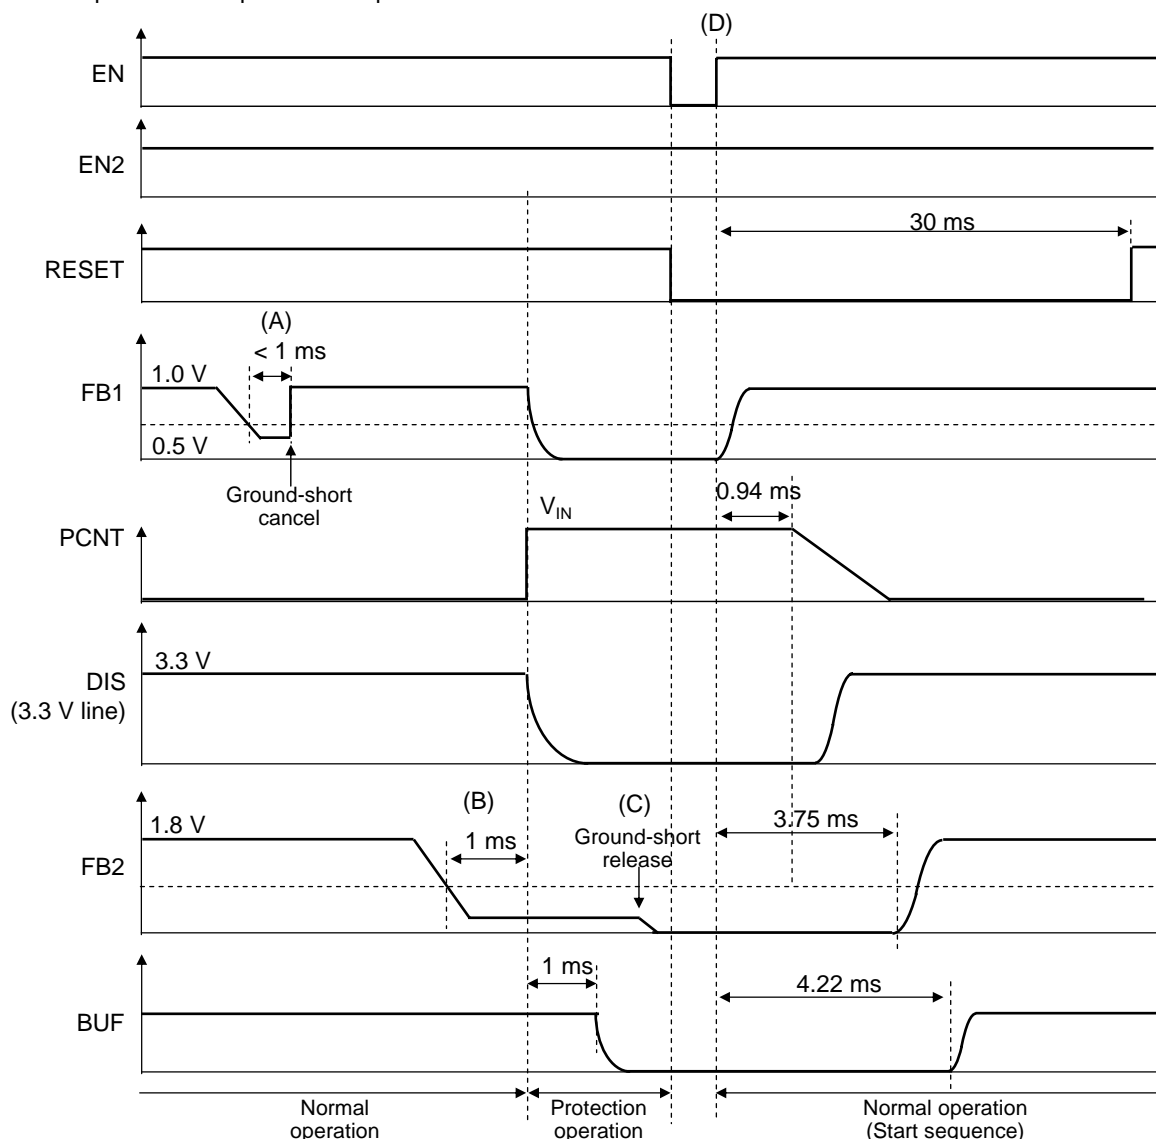 (D)
EN
EN2
30 ms
RESET
(A)
< 1 ms
1.0 V
FB1
0.5 V
Ground-short
cancel
0.94 ms
VIN
PCNT
3.3 V
DIS
(3.3 V line)
(B)
(C)
1.8 V
3.75 ms
1 ms
Ground-short
release
FB2
1 ms
4.22 ms
BUF
Normal
operation
Protection
operation
Normal operation
(Start sequence)